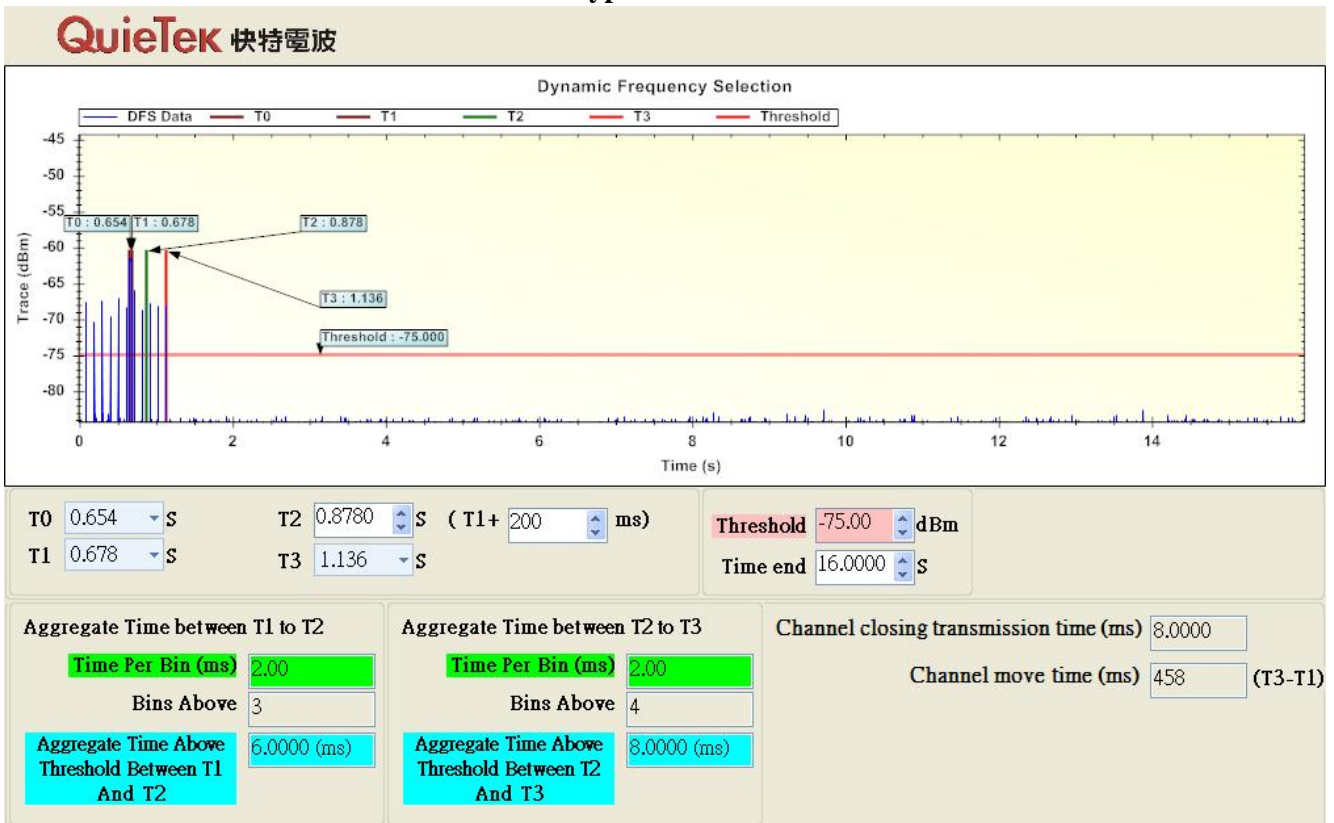 QuieTek 快特電波
Dynamic Frequency Selection
DFS Data T0 T1 T2 T3 Threshold
-45
-50
-55
T0 : 0.654 T1 : 0.678 T2 : 0.878
-60
-65
T3 : 1.136
-70
Threshold : -75.000
-75
-80
Trace (dBm)
0 2 4 6 8 10 12 14
Time (s)
T0 0.654 S T2 0.8780 S ( T1+ 200 ms) Threshold -75.00 dBm
T1 0.678 S T3 1.136 S Time end 16.0000 S
Aggregate Time between T1 to T2
Time Per Bin (ms) 2.00
Bins Above 3
Aggregate Time Above
Threshold Between T1
And T2
6.0000 (ms)
Aggregate Time between T2 to T3
Time Per Bin (ms) 2.00
Bins Above 4
Aggregate Time Above
Threshold Between T2
And T3
8.0000 (ms)
Channel closing transmission time (ms) 8.0000
Channel move time (ms) 458 (T3-T1)